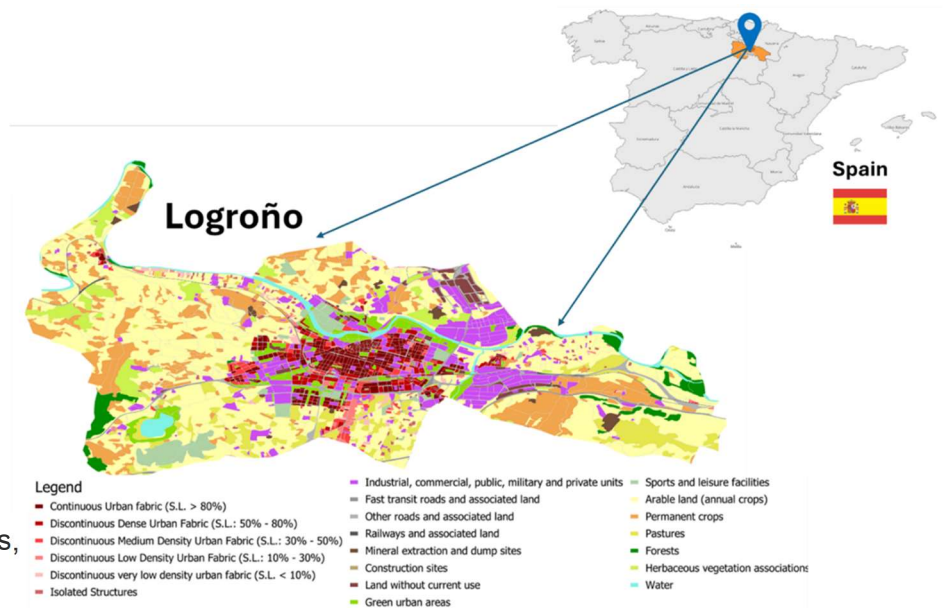 Spain
Logroño
Legend
Continuous Urban fabric (S.L. > 80%)
Discontinuous Dense Urban Fabric (S.L.: 50% - 80%)
Discontinuous Medium Density Urban Fabric (S.L.: 30% - 50%)
Discontinuous Low Density Urban Fabric (S.L.: 10% - 30%)
Discontinuous very low density urban fabric (S.L. < 10%)
Isolated Structures
Industrial, commercial, public, military and private units
Fast transit roads and associated land
Other roads and associated land
Railways and associated land
Mineral extraction and dump sites
Construction sites
Land without current use
Green urban areas
Sports and leisure facilities
Arable land (annual crops)
Permanent crops
Pastures
Forests
Herbaceous vegetation associations
Water
s,